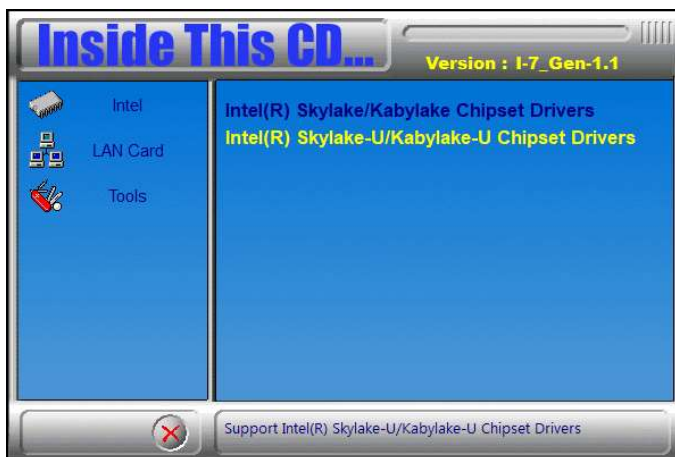 Inside This CD...
Version : I-7_Gen-1.1
Intel
LAN Card
Tools
Intel(R) Skylake/Kabylake Chipset Drivers
Intel(R) Skylake-U/Kabylake-U Chipset Drivers
Support Intel(R) Skylake-U/Kabylake-U Chipset Drivers